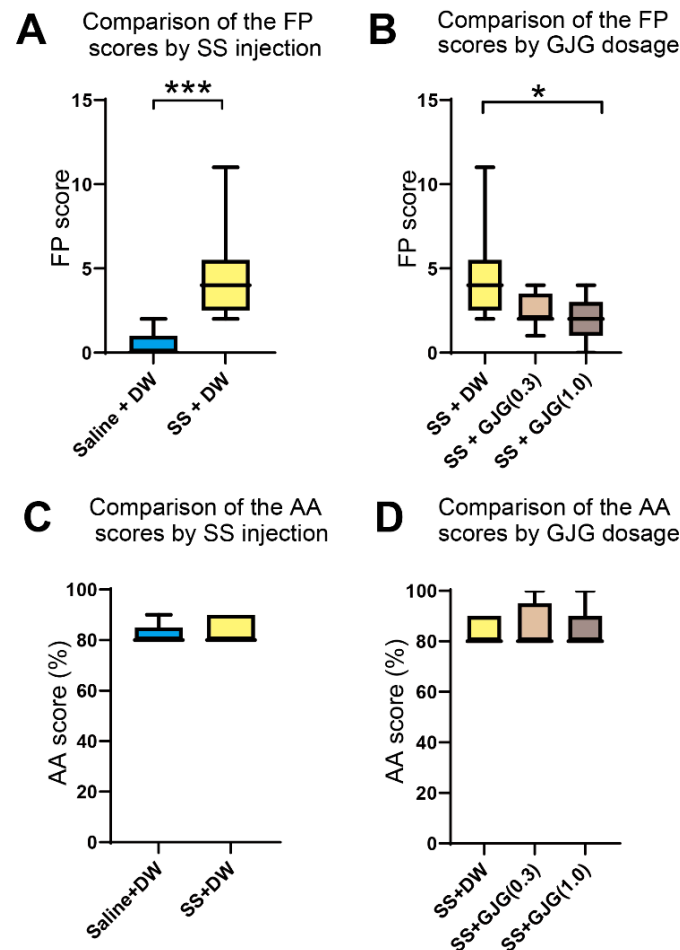 A
Comparison of the FP
scores by SS injection
***
15
10
5
0
FP score
Saline + DW
SS + DW
B
Comparison of the FP
scores by GJG dosage
*
15
10
5
0
FP score
SS + DW
SS + GJG(0.3)
SS + GJG(1.0)
C
Comparison of the AA
scores by SS injection
100
80
60
40
20
0
AA score (%)
Saline+DW
SS+DW
D
Comparison of the AA
scores by GJG dosage
100
80
60
40
20
0
AA score (%)
SS+DW
SS+GJG(0.3)
SS+GJG(1.0)